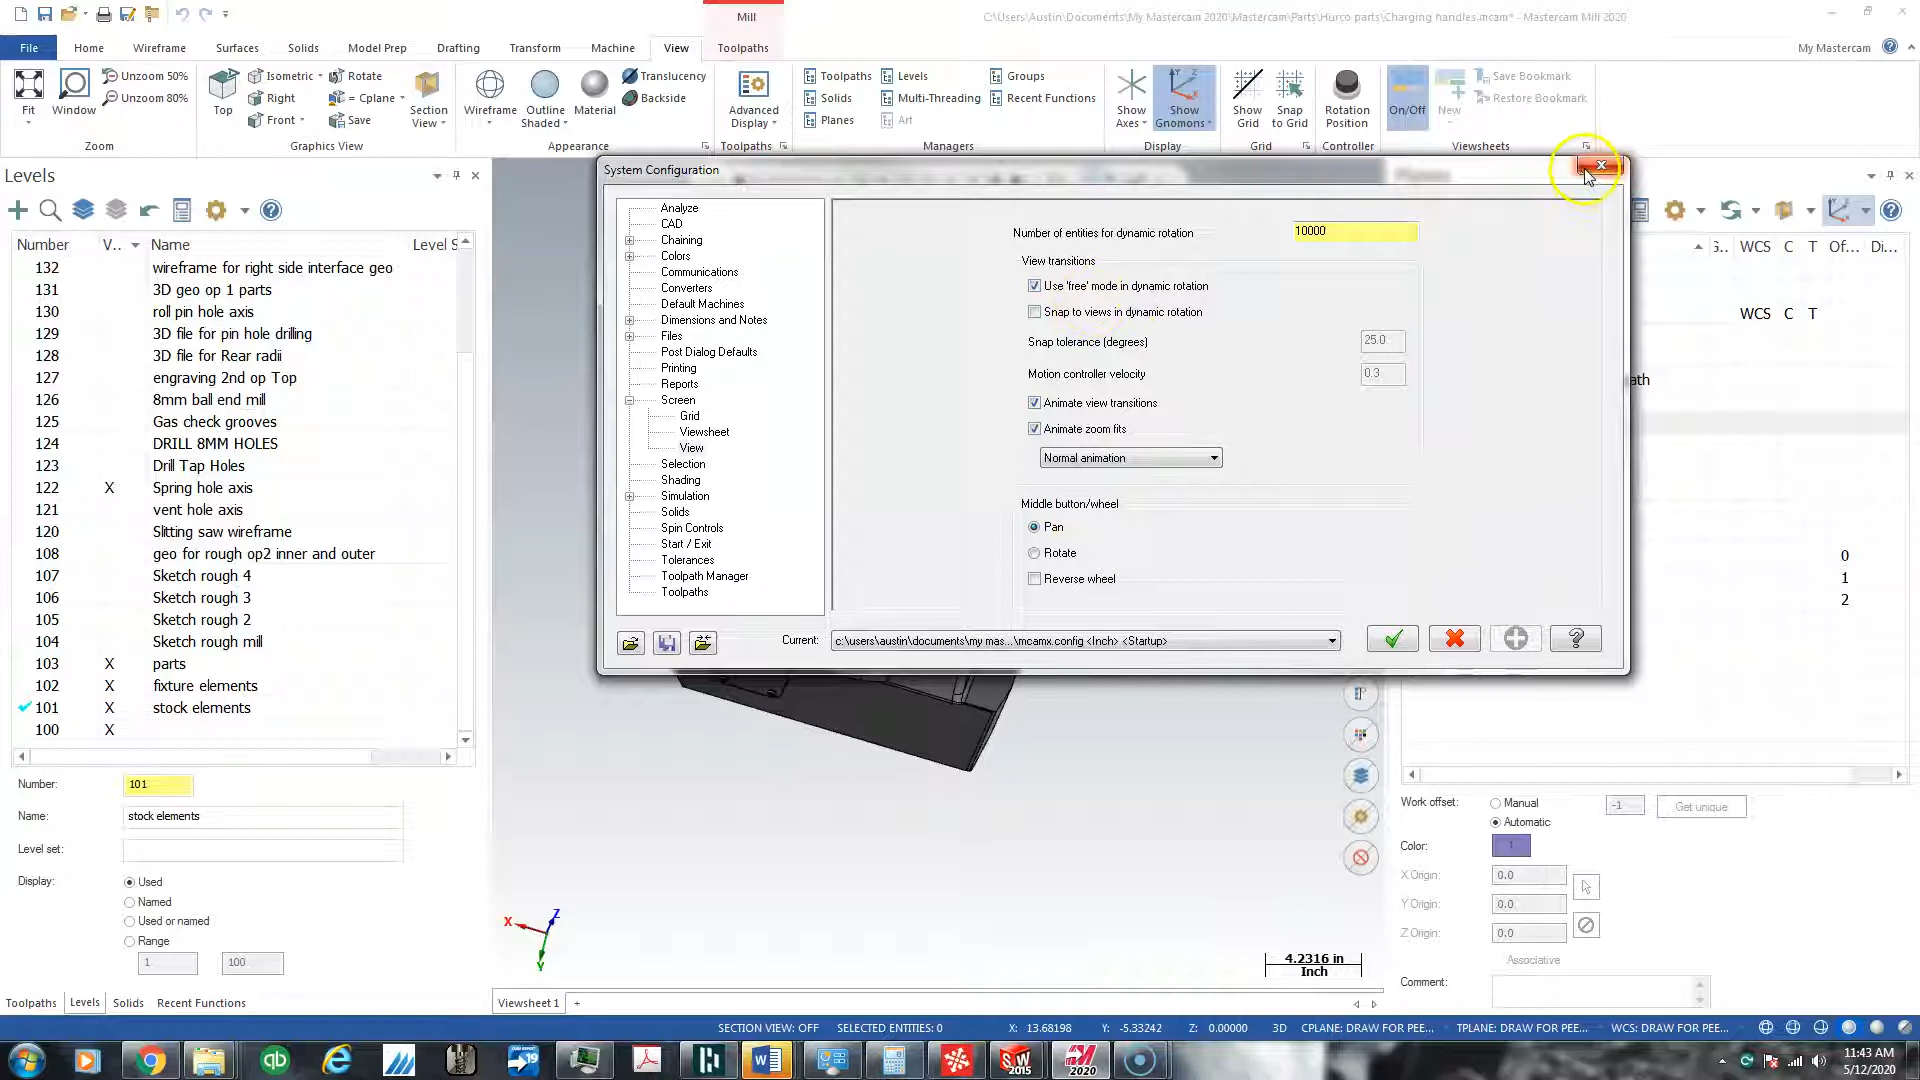 Mill
C:\Users\Austin\Documents\My Mastercam 2020\Mastercam\Parts\Hurco parts\Charging handles.mcam* - Mastercam Mill 2020
File
Home
Wireframe
Surfaces
Solids
Model Prep
Drafting
Transform
Machine
View
Toolpaths
My Mastercam
Fit
Window
Unzoom 50%
Unzoom 80%
Zoom
Top
Isometric
Right
Front
Rotate
= Cplane
Save
Section View
Graphics View
Wireframe
Outline Shaded
Material
Translucency
Backside
Appearance
Advanced Display
Toolpaths
Toolpaths
Solids
Planes
Levels
Multi-Threading
Art
Groups
Recent Functions
Managers
Show Axes
Show Gnomons
Display
Show Grid
Snap to Grid
Grid
Rotation Position
Controller
On/Off
New
Save Bookmark
Restore Bookmark
Viewsheets
Levels
Number V.. Name Level S
132 wireframe for right side interface geo
131 3D geo op 1 parts
130 roll pin hole axis
129 3D file for pin hole drilling
128 3D file for Rear radii
127 engraving 2nd op Top
126 8mm ball end mill
125 Gas check grooves
124 DRILL 8MM HOLES
123 Drill Tap Holes
122 X Spring hole axis
121 vent hole axis
120 Slitting saw wireframe
108 geo for rough op2 inner and outer
107 Sketch rough 4
106 Sketch rough 3
105 Sketch rough 2
104 Sketch rough mill
103 X parts
102 X fixture elements
101 X stock elements
100 X
Number: 101
Name: stock elements
Level set:
Display: Used
Named
Used or named
Range
1 100
Toolpaths Levels Solids Recent Functions
System Configuration
Analyze
CAD
Chaining
Colors
Communications
Converters
Default Machines
Dimensions and Notes
Files
Post Dialog Defaults
Printing
Reports
Screen
Grid
Viewsheet
View
Selection
Shading
Simulation
Solids
Spin Controls
Start / Exit
Tolerances
Toolpath Manager
Toolpaths
Number of entities for dynamic rotation 10000
View transitions
Use 'free' mode in dynamic rotation
Snap to views in dynamic rotation
Snap tolerance (degrees) 25.0
Motion controller velocity 0.3
Animate view transitions
Animate zoom fits
Normal animation
Middle button/wheel
Pan
Rotate
Reverse wheel
Current: c:\users\austin\documents\my mas...\mcamx.config <Inch> <Startup>
G.. WCS C T Of... Di...
WCS C T
ath
0
1
2
Work offset: Manual -1 Get unique
Automatic
Color: 1
X Origin: 0.0
Y Origin: 0.0
Z Origin: 0.0
Associative
Comment:
X
Y
Z
4.2316 in
Inch
Viewsheet 1 +
SECTION VIEW: OFF SELECTED ENTITIES: 0 X: 13.68198 Y: -5.33242 Z: 0.00000 3D CPLANE: DRAW FOR PEE... TPLANE: DRAW FOR PEE... WCS: DRAW FOR PEE...
qb
W
19
SW
2015
2020
11:43 AM
5/12/2020